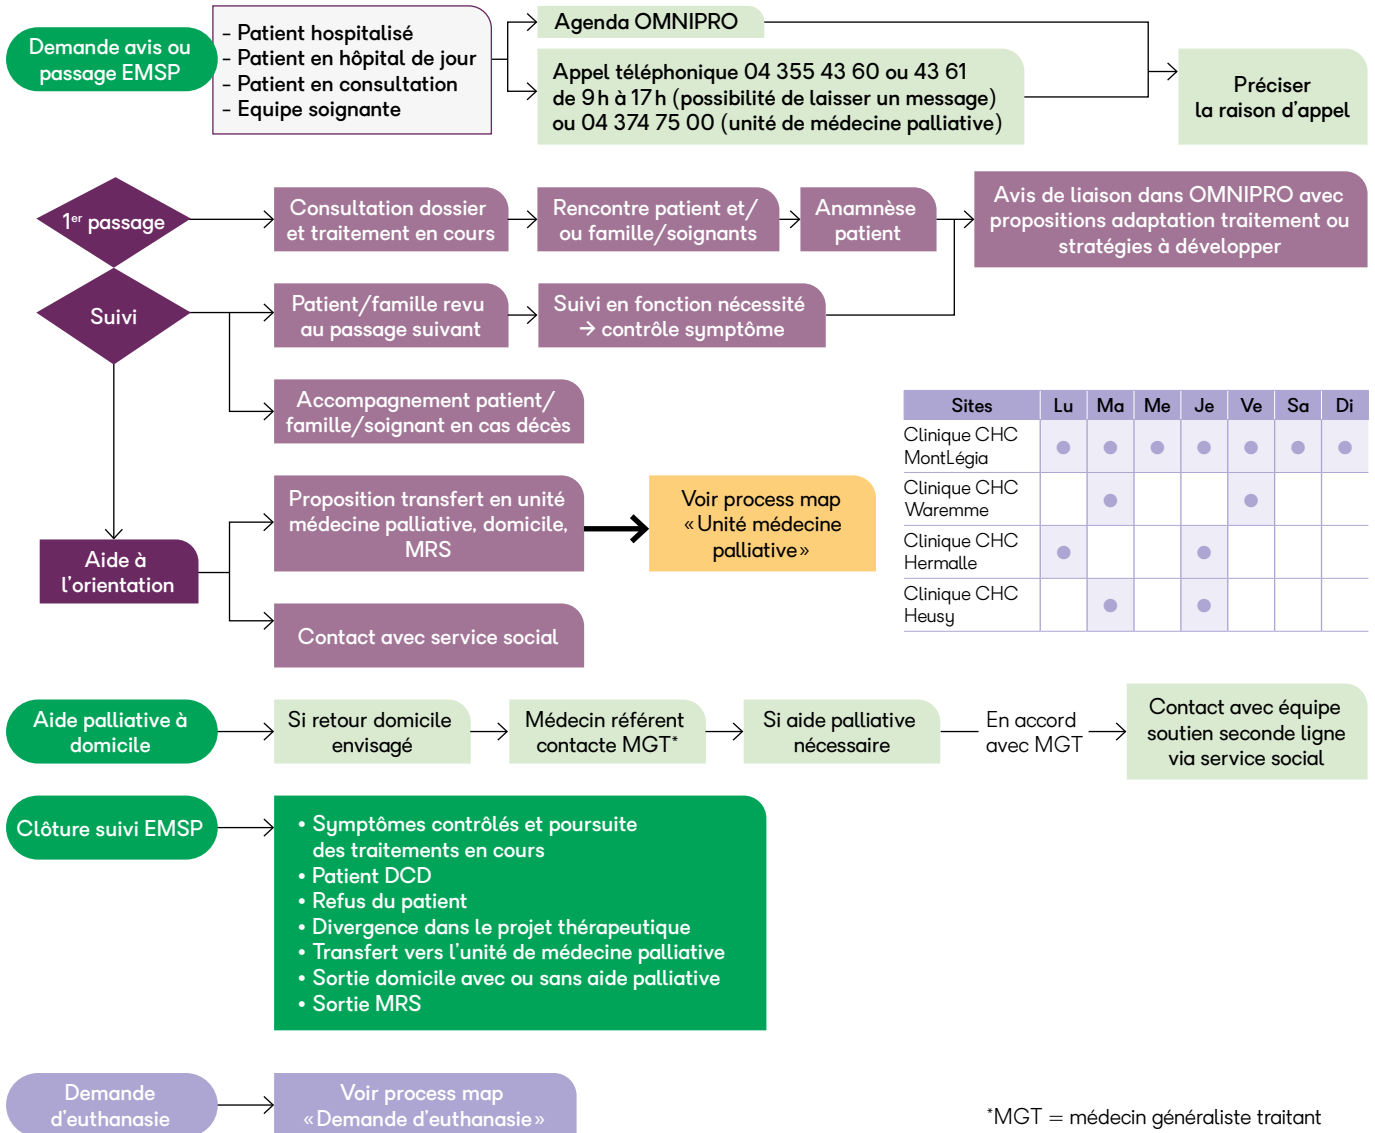 Demande avis ou
passage EMSP
- Patient hospitalisé
- Patient en hôpital de jour
- Patient en consultation
- Equipe soignante
Agenda OMNIPRO
Appel téléphonique 04 355 43 60 ou 43 61
de 9 h à 17 h (possibilité de laisser un message)
ou 04 374 75 00 (unité de médecine palliative)
Préciser
la raison d'appel
1er passage
Consultation dossier
et traitement en cours
Rencontre patient et/
ou famille/soignants
Anamnèse
patient
Avis de liaison dans OMNIPRO avec
propositions adaptation traitement ou
stratégies à développer
Suivi
Patient/famille revu
au passage suivant
Suivi en fonction nécessité
→ contrôle symptôme
Accompagnement patient/
famille/soignant en cas décès
Aide à
l'orientation
Proposition transfert en unité
médecine palliative, domicile,
MRS
Voir process map
«Unité médecine
palliative»
Contact avec service social
Sites Lu Ma Me Je Ve Sa Di
Clinique CHC
MontLégia ● ● ● ● ● ● ●
Clinique CHC
Waremme ● ●
Clinique CHC
Hermalle ● ●
Clinique CHC
Heusy ● ●
Aide palliative à
domicile
Si retour domicile
envisagé
Médecin référent
contacte MGT*
Si aide palliative
nécessaire
En accord
avec MGT
Contact avec équipe
soutien seconde ligne
via service social
Clôture suivi EMSP
• Symptômes contrôlés et poursuite
des traitements en cours
• Patient DCD
• Refus du patient
• Divergence dans le projet thérapeutique
• Transfert vers l'unité de médecine palliative
• Sortie domicile avec ou sans aide palliative
• Sortie MRS
Demande
d'euthanasie
Voir process map
«Demande d'euthanasie»
*MGT = médecin généraliste traitant